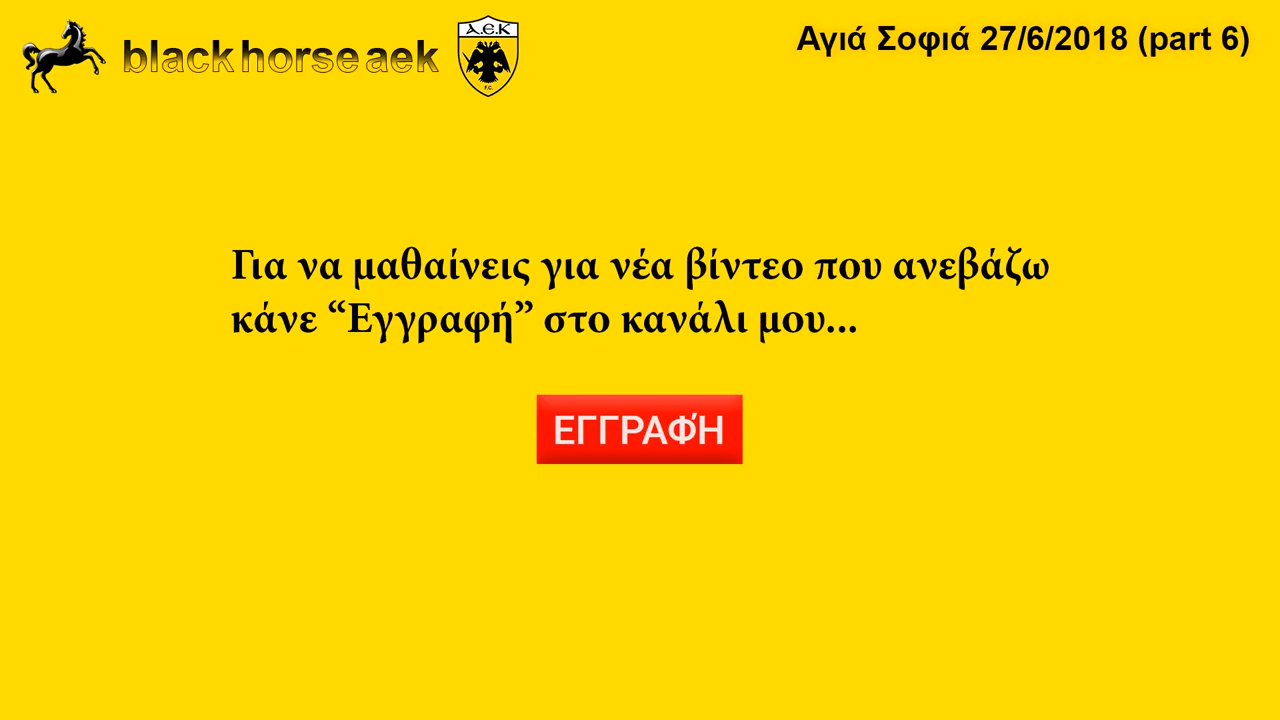 black horse aek
Α.Ε.Κ
F.C.
Αγιά Σοφιά 27/6/2018 (part 6)
Για να μαθαίνεις για νέα βίντεο που ανεβάζω
κάνε “Εγγραφή” στο κανάλι μου...
ΕΓΓΡΑΦΉ